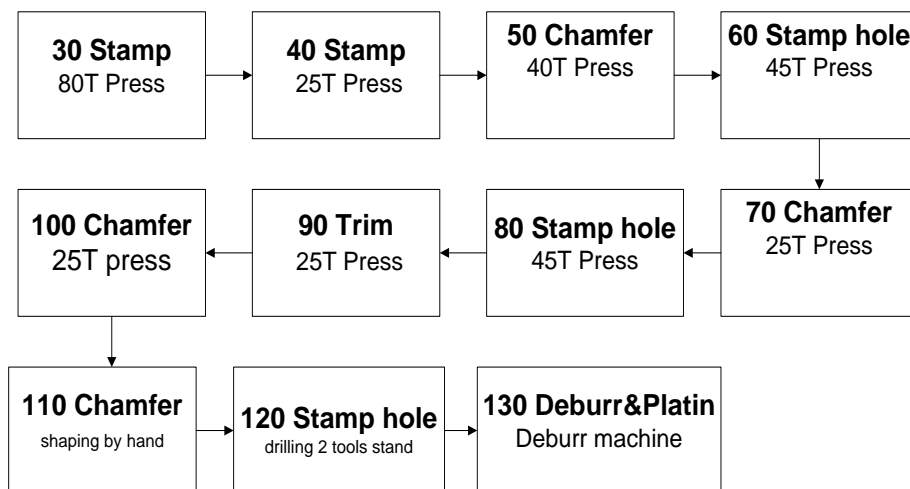 30 Stamp
80T Press
40 Stamp
25T Press
50 Chamfer
40T Press
60 Stamp hole
45T Press
70 Chamfer
25T Press
80 Stamp hole
45T Press
90 Trim
25T Press
100 Chamfer
25T press
110 Chamfer
shaping by hand
120 Stamp hole
drilling 2 tools stand
130 Deburr&Platin
Deburr machine